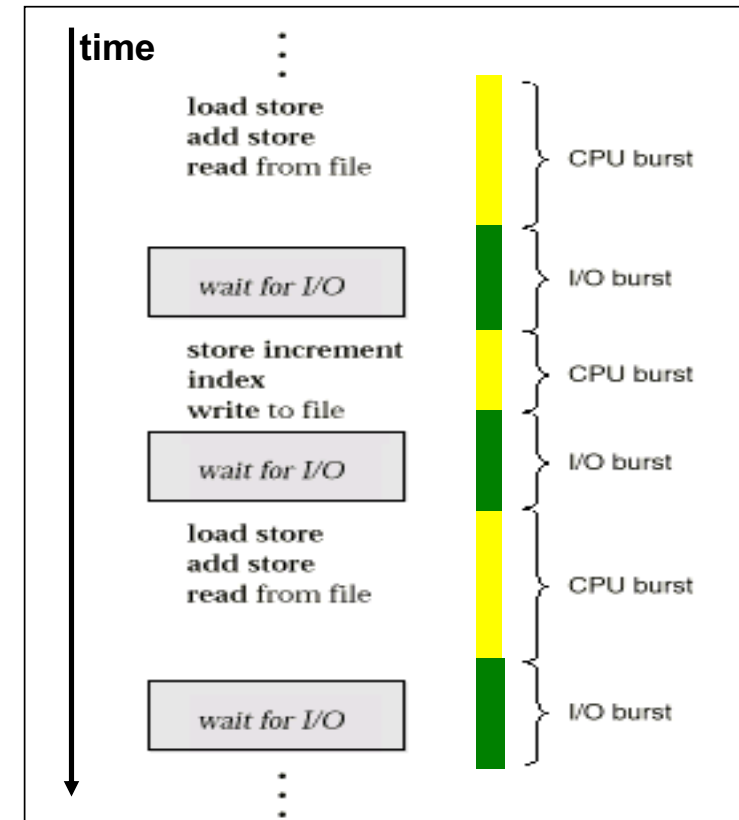 time
load store
add store
read from file
CPU burst
wait for I/O
I/O burst
store increment
index
write to file
CPU burst
wait for I/O
I/O burst
load store
add store
read from file
CPU burst
wait for I/O
I/O burst